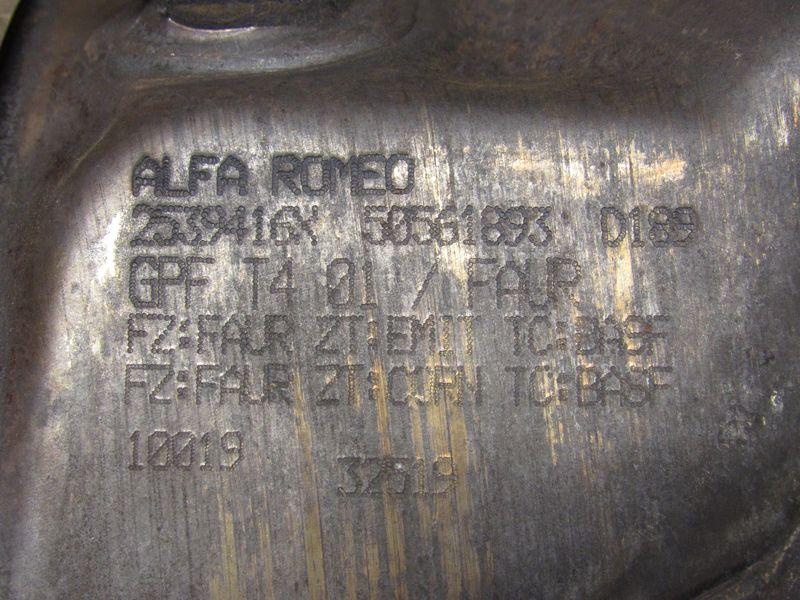 ALFA ROMEO
2539416X 50561893 D189
GPF T4 01 / FAUR
FZ:FAUR ZT:EMIT TC:BASF
FZ:FAUR ZT:CURN TC:BASF
10019 32519